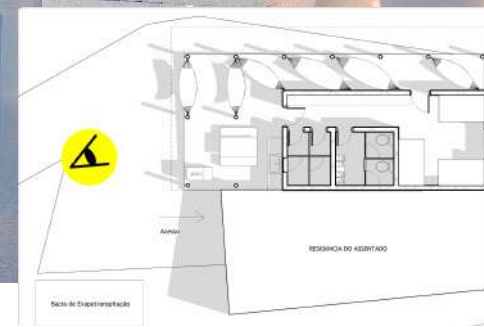 Acesso
RESIDENCIA DO ASSENTADO
Bacia de Evapotranspiração